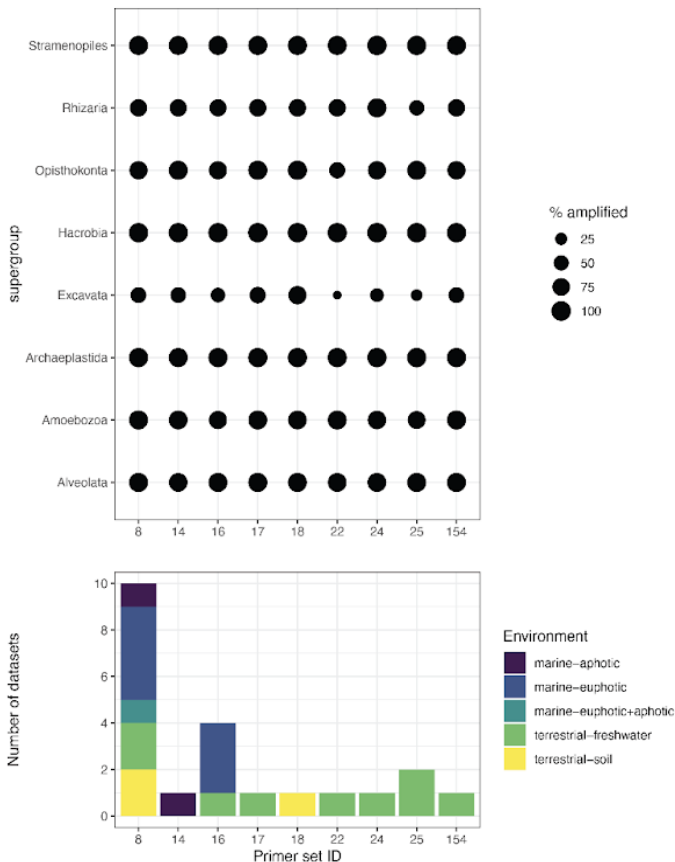 Stramenopiles
Rhizaria
Opisthokonta
Hacrobia
Excavata
Archaeplastida
Amoebozoa
Alveolata
supergroup
8 14 16 17 18 22 24 25 154
% amplified
25
50
75
100
10
8
6
4
2
0
Number of datasets
8 14 16 17 18 22 24 25 154
Primer set ID
Environment
marine-aphotic
marine-euphotic
marine-euphotic+aphotic
terrestrial-freshwater
terrestrial-soil